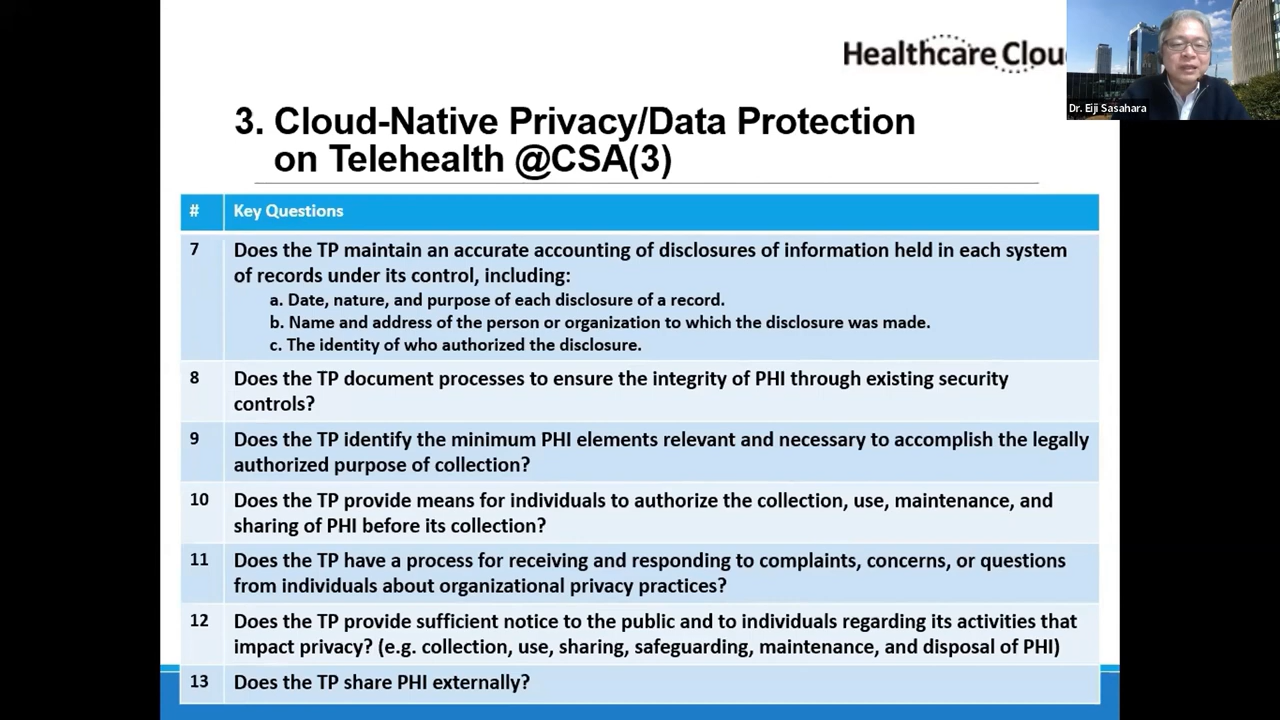 Healthcare Clou
Dr. Eiji Sasahara
3. Cloud-Native Privacy/Data Protection
on Telehealth @CSA(3)
# Key Questions
7 Does the TP maintain an accurate accounting of disclosures of information held in each system
of records under its control, including:
a. Date, nature, and purpose of each disclosure of a record.
b. Name and address of the person or organization to which the disclosure was made.
c. The identity of who authorized the disclosure.
8 Does the TP document processes to ensure the integrity of PHI through existing security
controls?
9 Does the TP identify the minimum PHI elements relevant and necessary to accomplish the legally
authorized purpose of collection?
10 Does the TP provide means for individuals to authorize the collection, use, maintenance, and
sharing of PHI before its collection?
11 Does the TP have a process for receiving and responding to complaints, concerns, or questions
from individuals about organizational privacy practices?
12 Does the TP provide sufficient notice to the public and to individuals regarding its activities that
impact privacy? (e.g. collection, use, sharing, safeguarding, maintenance, and disposal of PHI)
13 Does the TP share PHI externally?